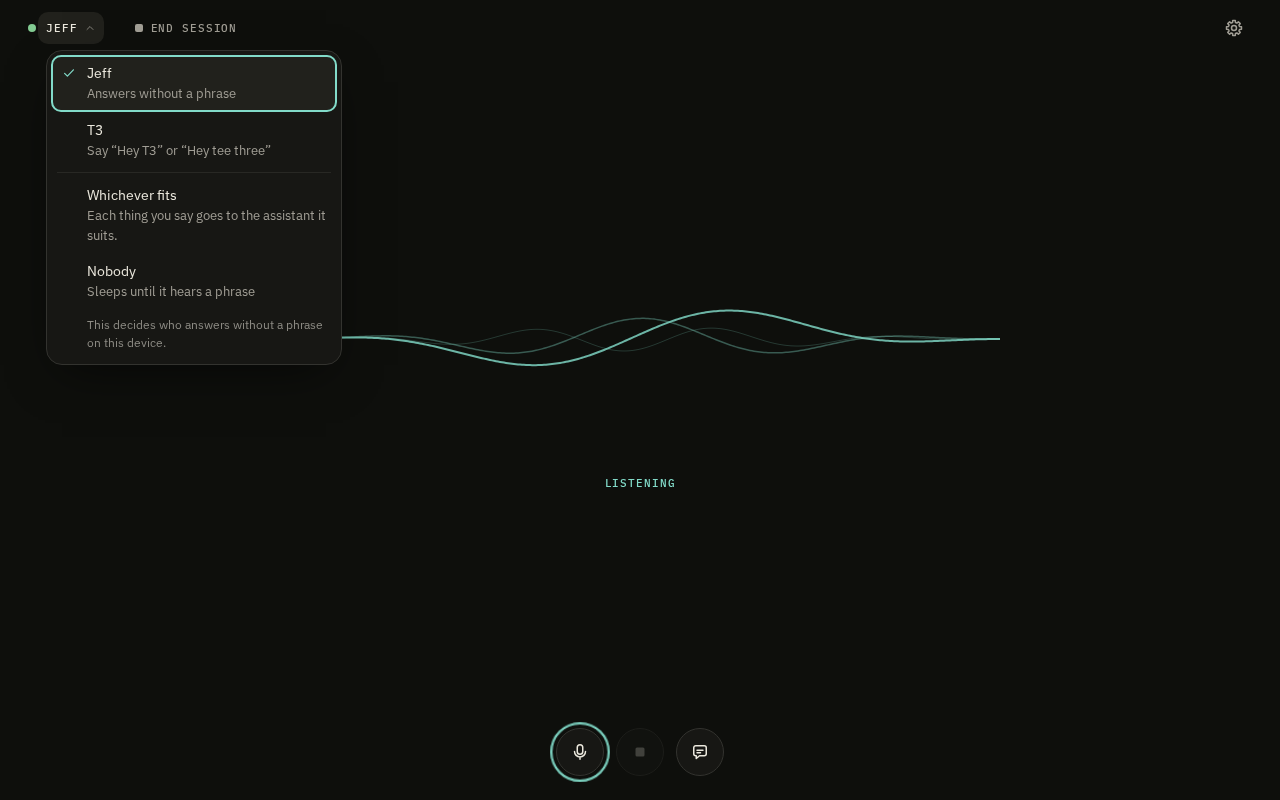 JEFF
END SESSION
Jeff
Answers without a phrase
T3
Say “Hey T3” or “Hey tee three”
Whichever fits
Each thing you say goes to the assistant it
suits.
Nobody
Sleeps until it hears a phrase
This decides who answers without a phrase
on this device.
LISTENING